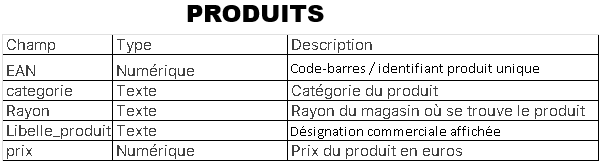 PRODUITS
Champ Type Description
EAN Numérique Code-barres / identifiant produit unique
categorie Texte Catégorie du produit
Rayon Texte Rayon du magasin où se trouve le produit
Libelle_produit Texte Désignation commerciale affichée
prix Numérique Prix du produit en euros